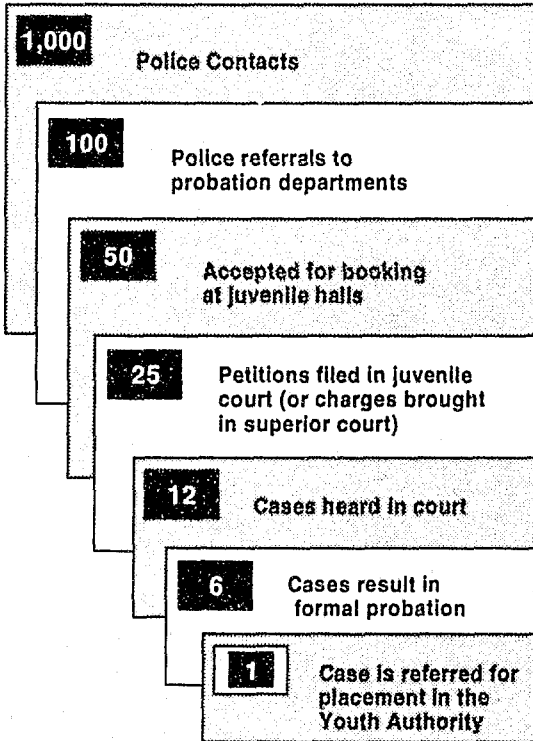 1,000
Police Contacts
100
Police referrals to
probation departments
50
Accepted for booking
at juvenile halls
25
Petitions filed in juvenile
court (or charges brought
in superior court)
12
Cases heard in court
6
Cases result in
formal probation
1
Case is referred for
placement in the
Youth Authority